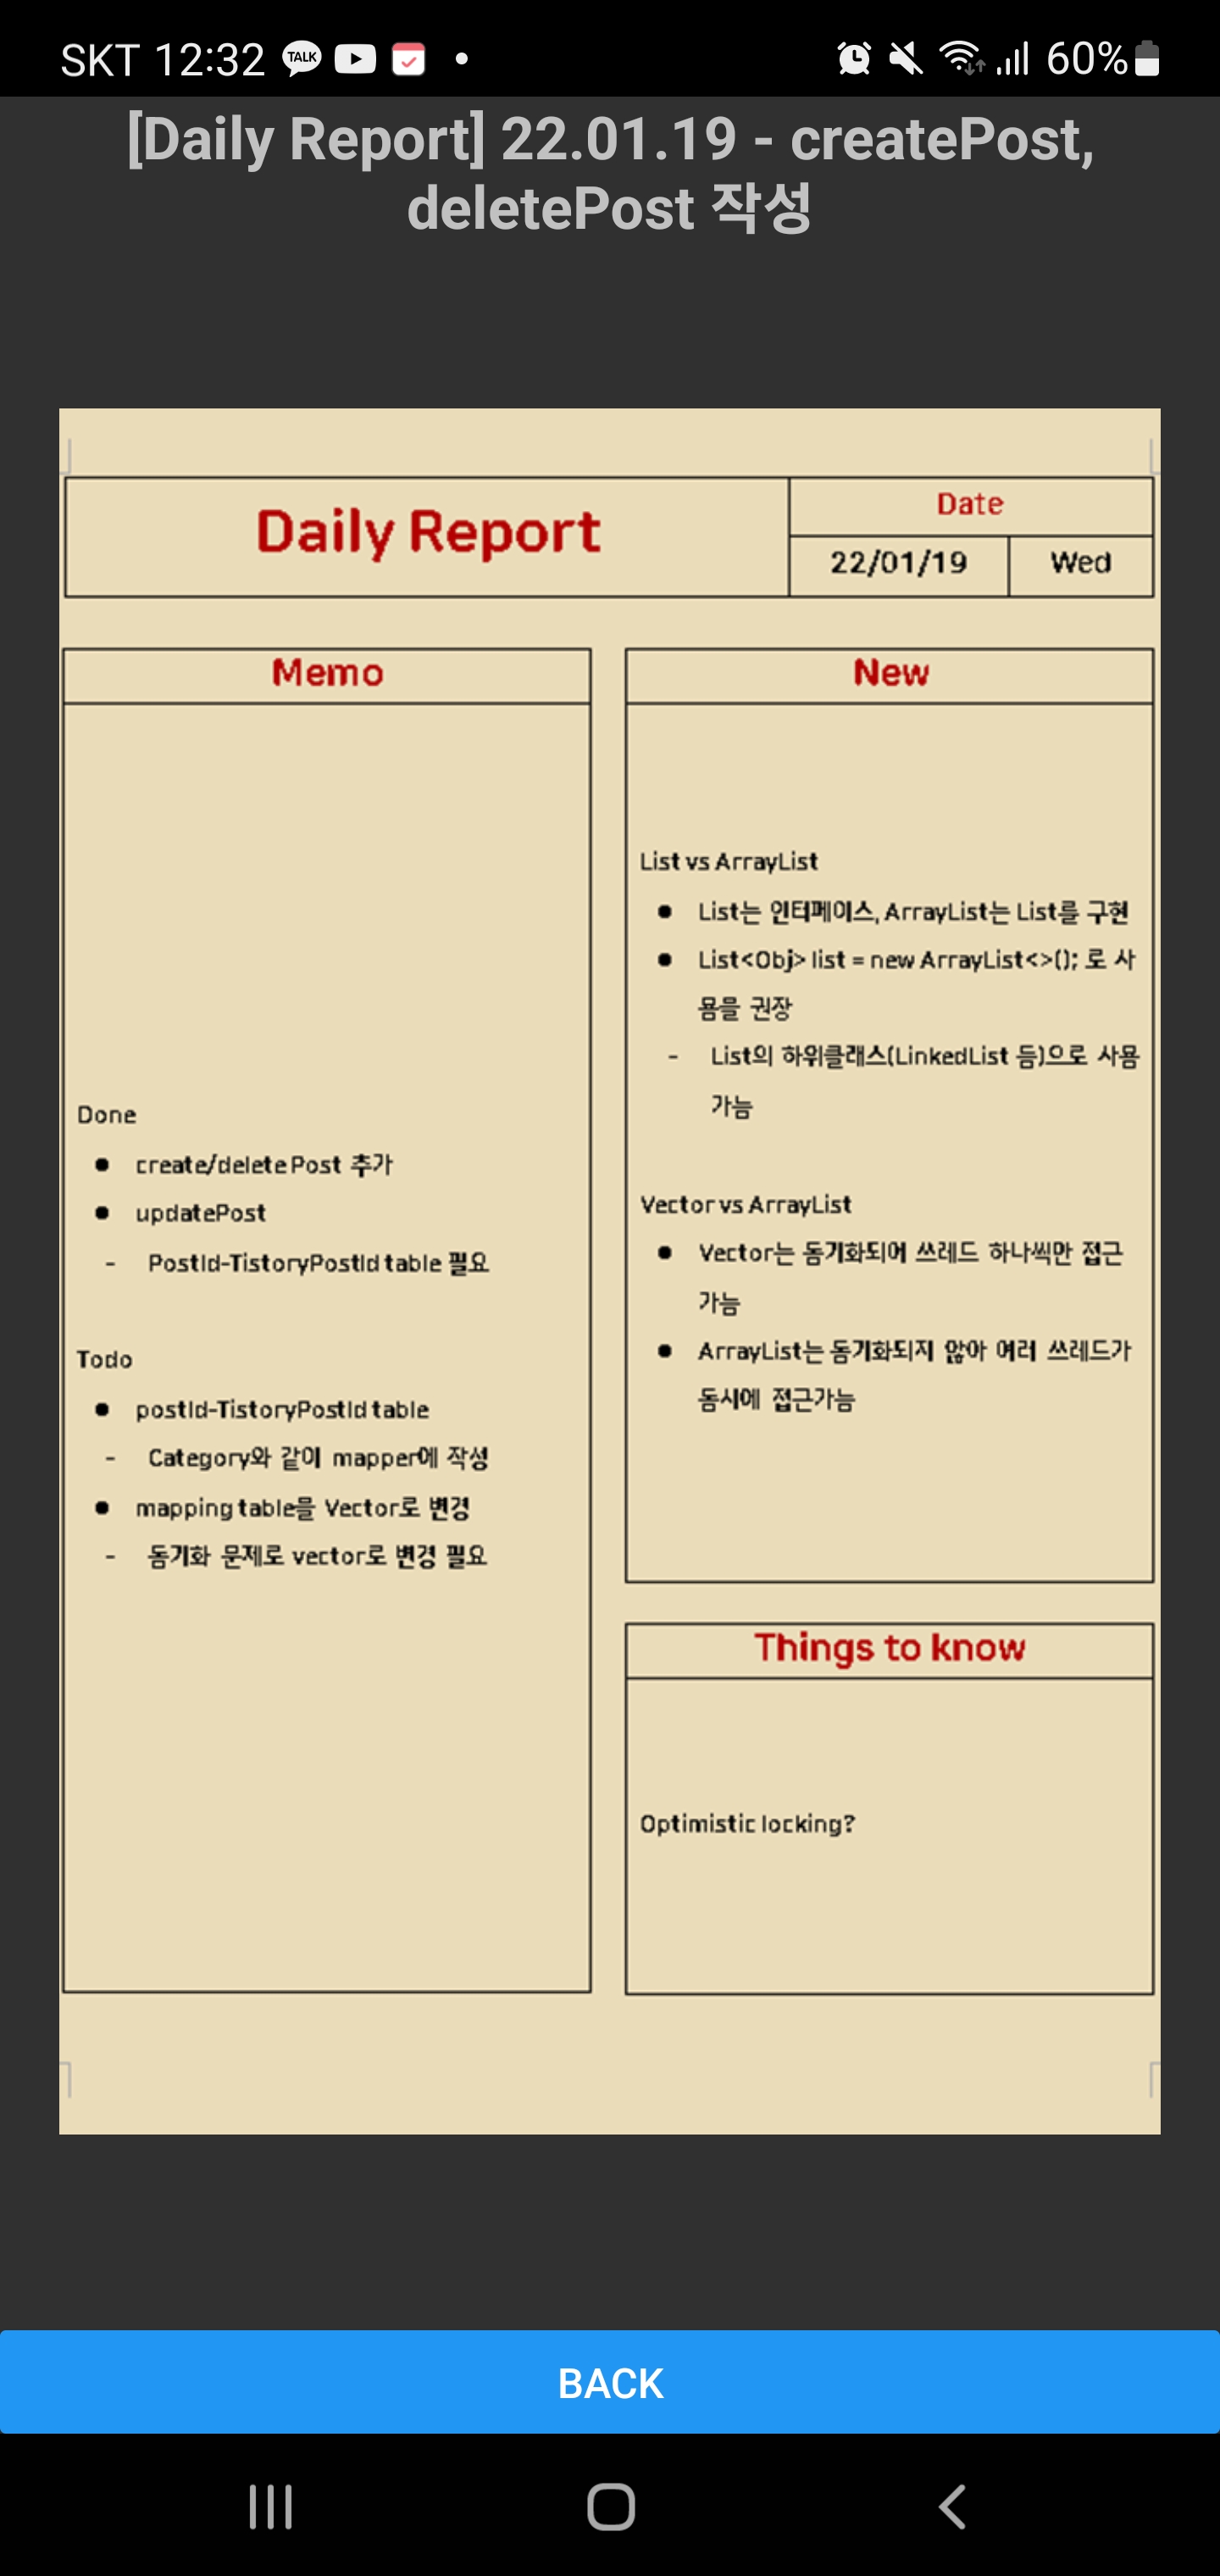 SKT 12:32 TALK 60%
[Daily Report] 22.01.19 - createPost,
deletePost 작성
Daily Report
Date
22/01/19 Wed
Memo
Done
● create/delete Post 추가
● updatePost
- PostId-TistoryPostId table 필요
Todo
● postId-TistoryPostId table
- Category와 같이 mapper에 작성
● mapping table을 Vector로 변경
- 동기화 문제로 vector로 변경 필요
New
List vs ArrayList
● List는 인터페이스, ArrayList는 List를 구현
● List<Obj> list = new ArrayList<>(); 로 사
용을 권장
- List의 하위클래스(LinkedList 등)으로 사용
가능
Vector vs ArrayList
● Vector는 동기화되어 쓰레드 하나씩만 접근
가능
● ArrayList는 동기화되지 않아 여러 쓰레드가
동시에 접근가능
Things to know
Optimistic locking?
BACK